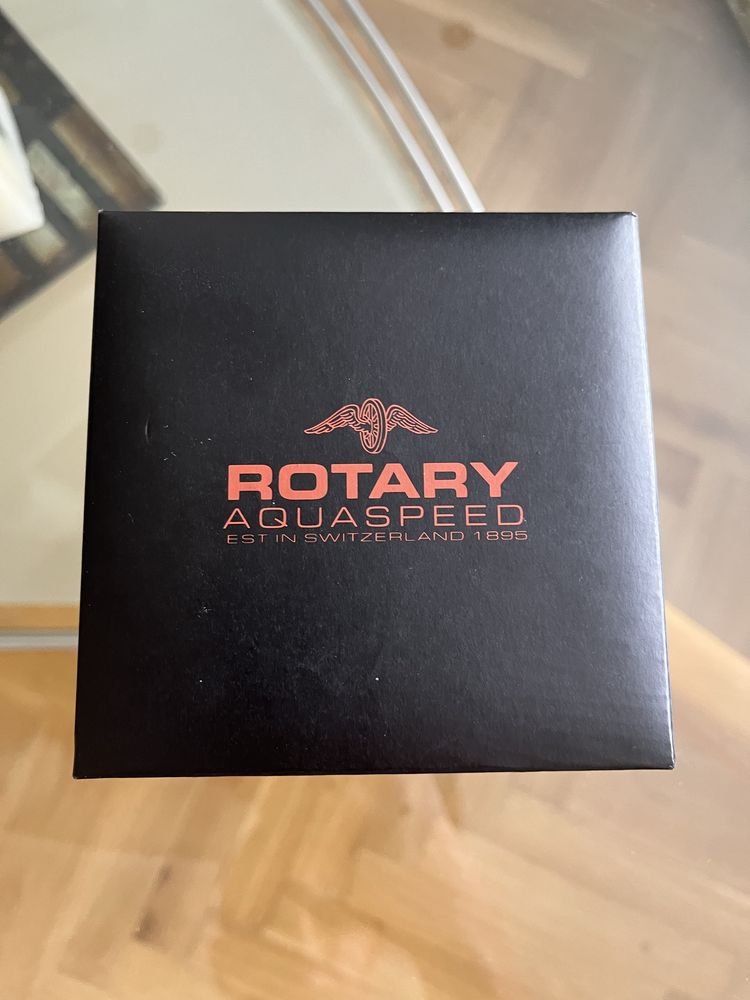 ROTARY
AQUASPEED
EST IN SWITZERLAND 1895